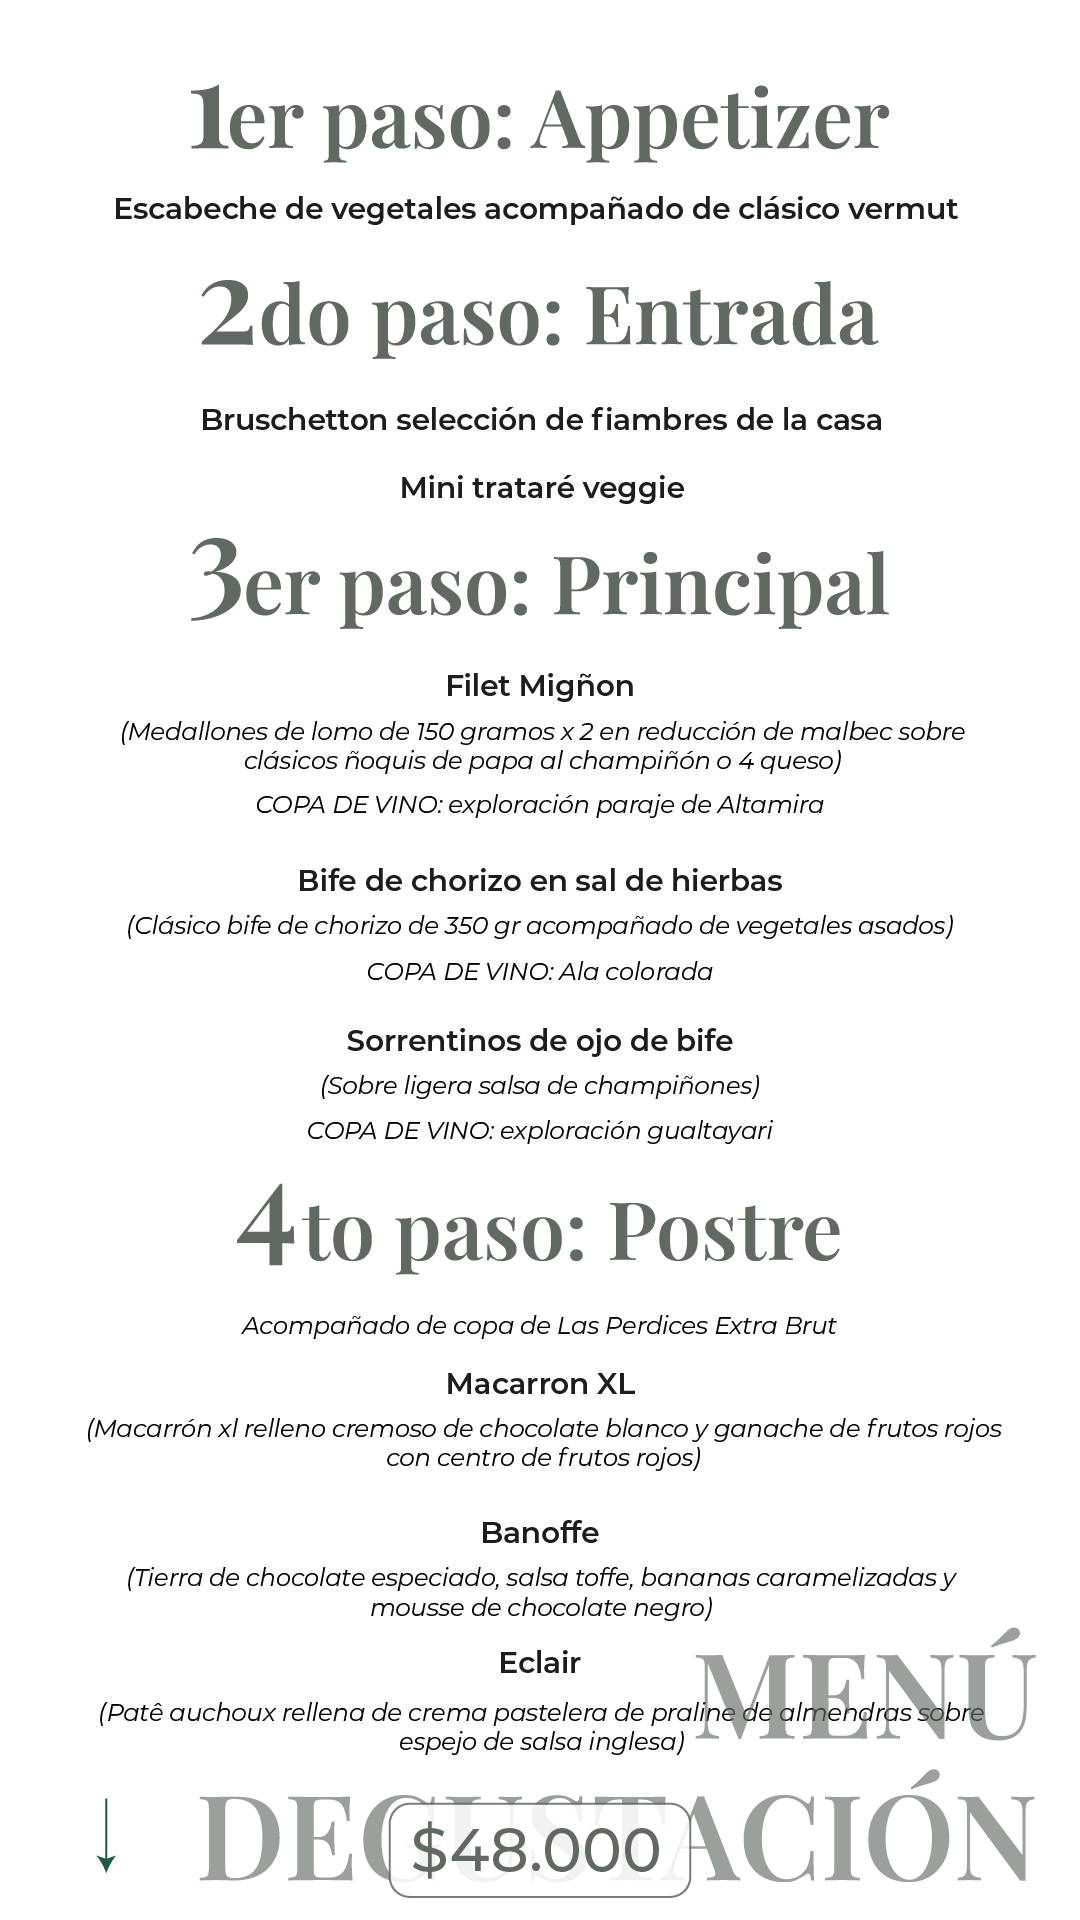 1er paso: Appetizer
Escabeche de vegetales acompañado de clásico vermut
2do paso: Entrada
Bruschetton selección de fiambres de la casa
Mini trataré veggie
3er paso: Principal
Filet Migñon
(Medallones de lomo de 150 gramos x 2 en reducción de malbec sobre
clásicos ñoquis de papa al champiñón o 4 queso)
COPA DE VINO: exploración paraje de Altamira
Bife de chorizo en sal de hierbas
(Clásico bife de chorizo de 350 gr acompañado de vegetales asados)
COPA DE VINO: Ala colorada
Sorrentinos de ojo de bife
(Sobre ligera salsa de champiñones)
COPA DE VINO: exploración gualtayari
4to paso: Postre
Acompañado de copa de Las Perdices Extra Brut
Macarron XL
(Macarrón xl relleno cremoso de chocolate blanco y ganache de frutos rojos
con centro de frutos rojos)
Banoffe
(Tierra de chocolate especiado, salsa toffe, bananas caramelizadas y
mousse de chocolate negro)
Eclair
(Patê auchoux rellena de crema pastelera de praline de almendras sobre
espejo de salsa inglesa)
MENÚ
DEGUSTACIÓN
$48.000